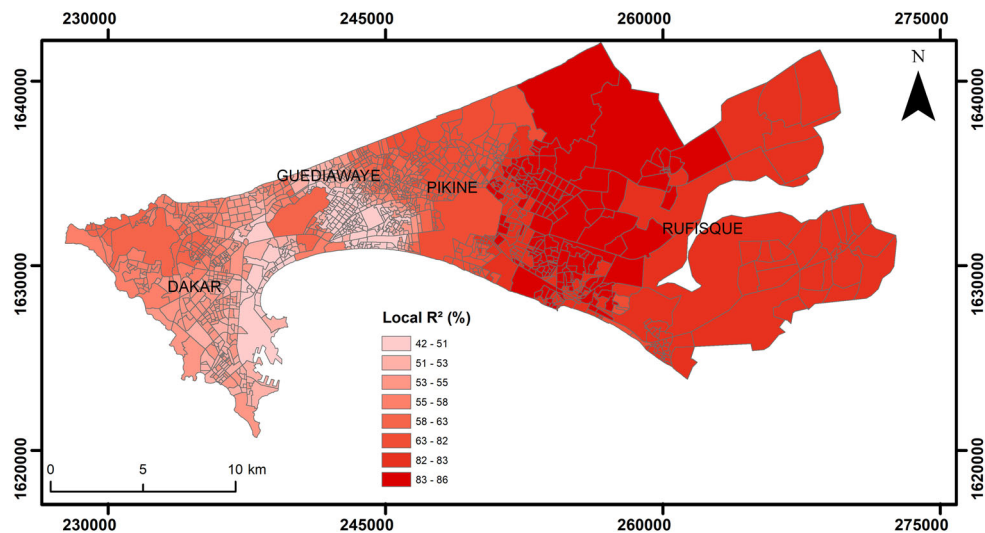 230000 245000 260000 275000
N
1640000 1640000
GUEDIAWAYE
PIKINE
RUFISQUE
1630000 1630000
DAKAR
Local R² (%)
42 - 51
51 - 53
53 - 55
55 - 58
58 - 63
63 - 82
82 - 83
83 - 86
1620000 1620000
0 5 10 km
230000 245000 260000 275000